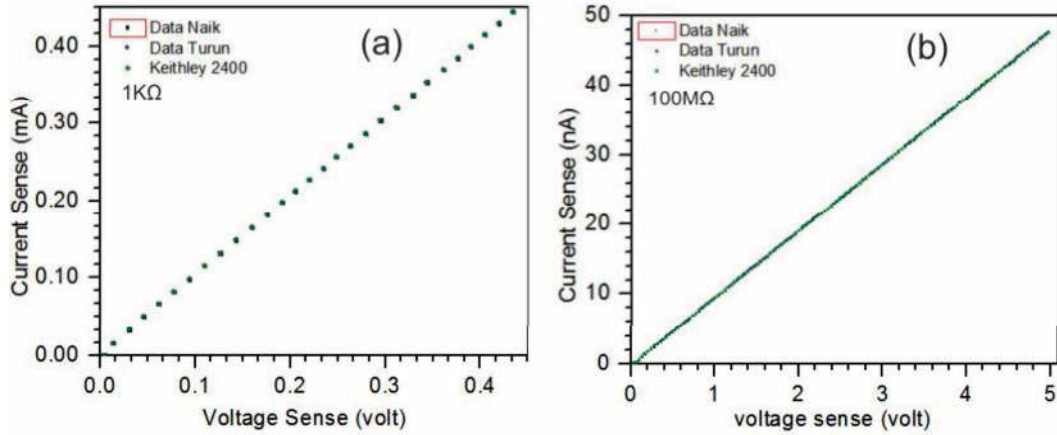 (a)
Data Naik
Data Turun
Keithley 2400
1KΩ
Current Sense (mA)
0.40
0.30
0.20
0.10
0.00
0.0 0.1 0.2 0.3 0.4
Voltage Sense (volt)
(b)
Data Naik
Data Turun
Keithley 2400
100MΩ
Current Sense (nA)
50
40
30
20
10
0
0 1 2 3 4 5
voltage sense (volt)